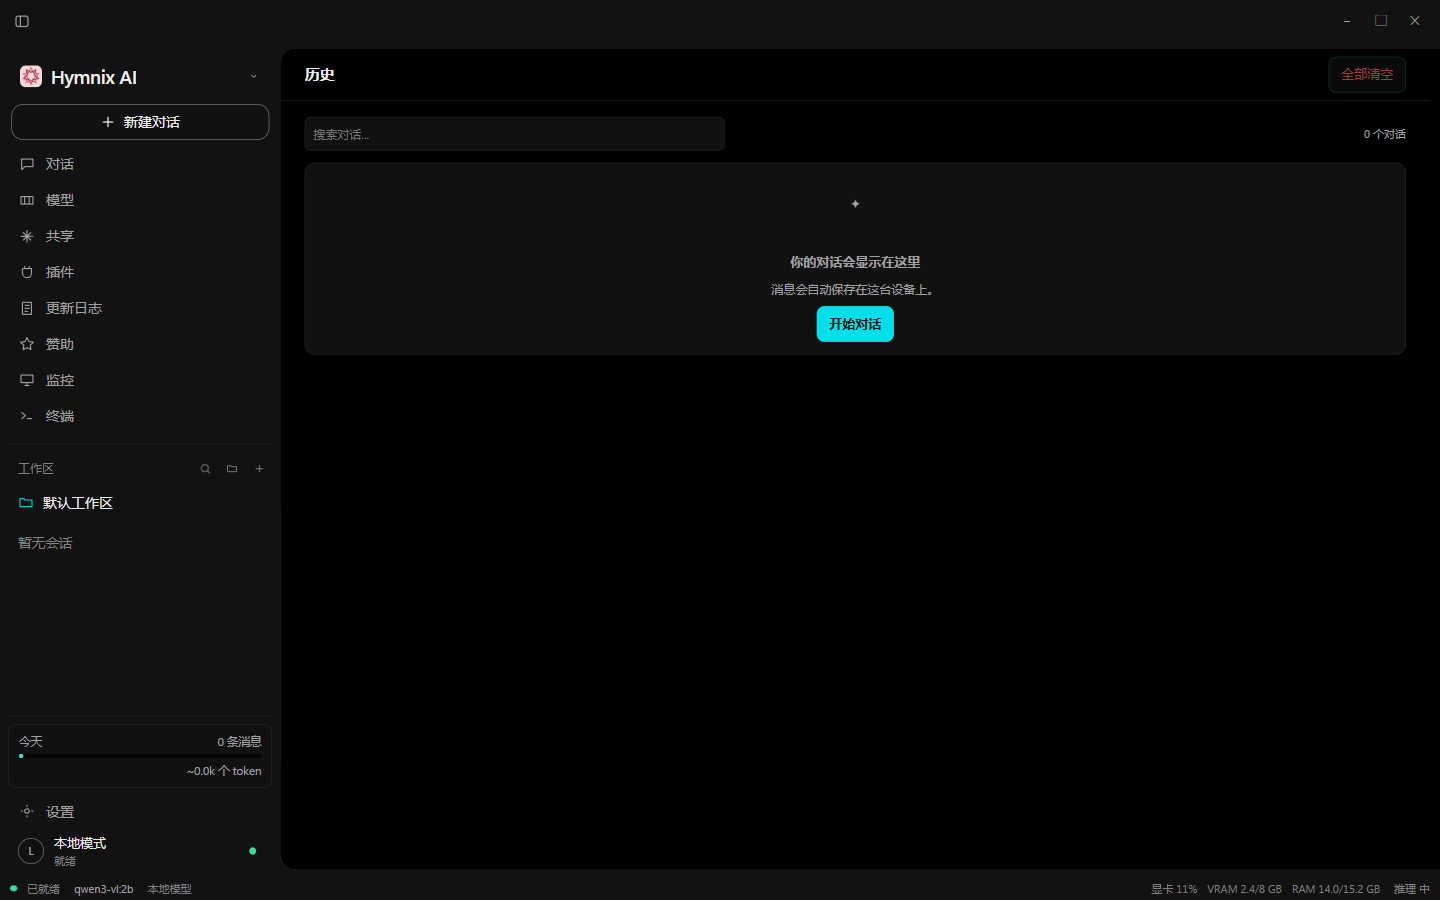 Hymnix AI
新建对话
对话
模型
共享
插件
更新日志
赞助
监控
终端
工作区
默认工作区
暂无会话
今天 0 条消息
~0.0k 个 token
设置
L 本地模式
就绪
历史 全部清空
搜索对话... 0 个对话
你的对话会显示在这里
消息会自动保存在这台设备上。
开始对话
已就绪 qwen3-vl:2b 本地模型 显卡 11% VRAM 2.4/8 GB RAM 14.0/15.2 GB 推理 中